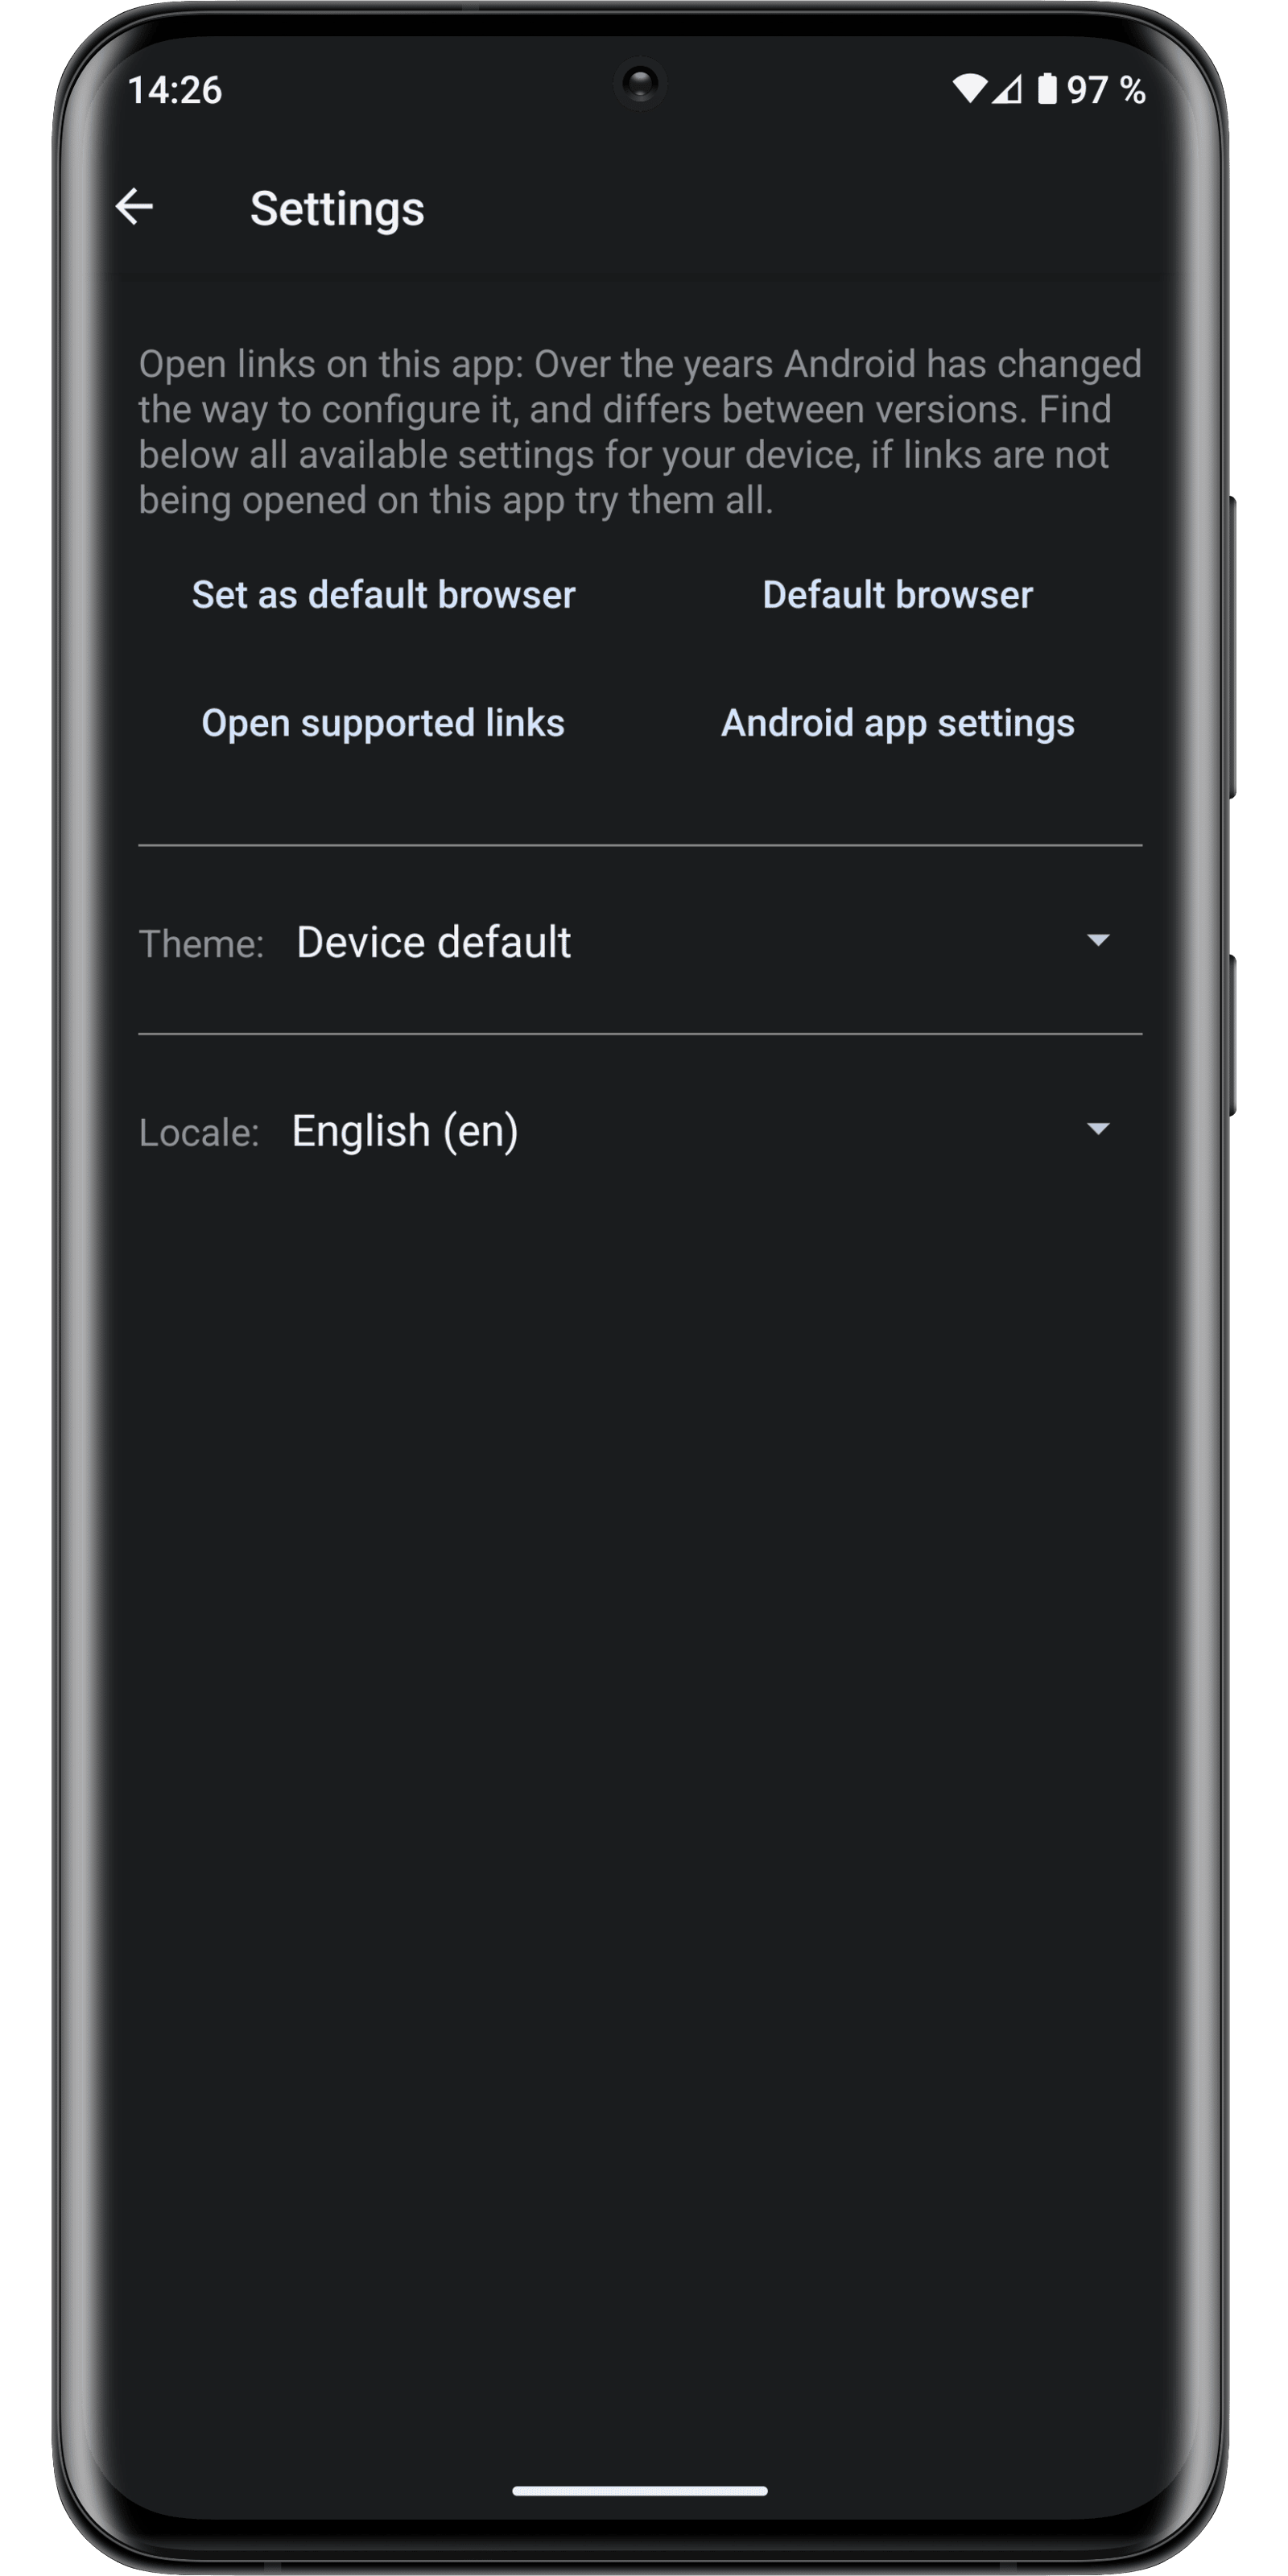 14:26
97 %
Settings
Open links on this app: Over the years Android has changed
the way to configure it, and differs between versions. Find
below all available settings for your device, if links are not
being opened on this app try them all.
Set as default browser
Default browser
Open supported links
Android app settings
Theme: Device default
Locale: English (en)